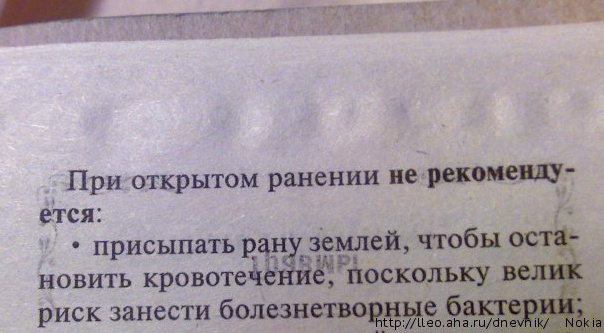 При открытом ранении не рекоменду-
ется:
• присыпать рану землей, чтобы оста-
новить кровотечение, поскольку велик
риск занести болезнетворные бактерии;
http://lleo.aha.ru/dnevnik/ Nokia